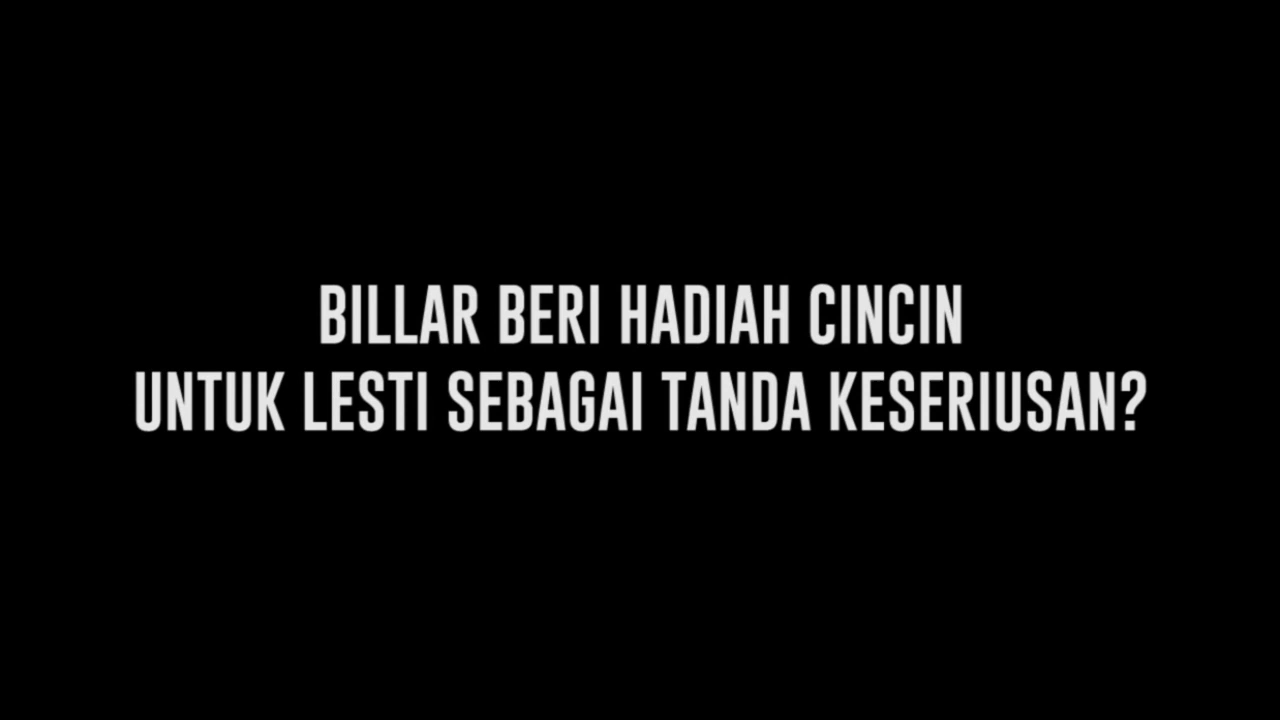 BILLAR BERI HADIAH CINCIN
UNTUK LESTI SEBAGAI TANDA KESERIUSAN?